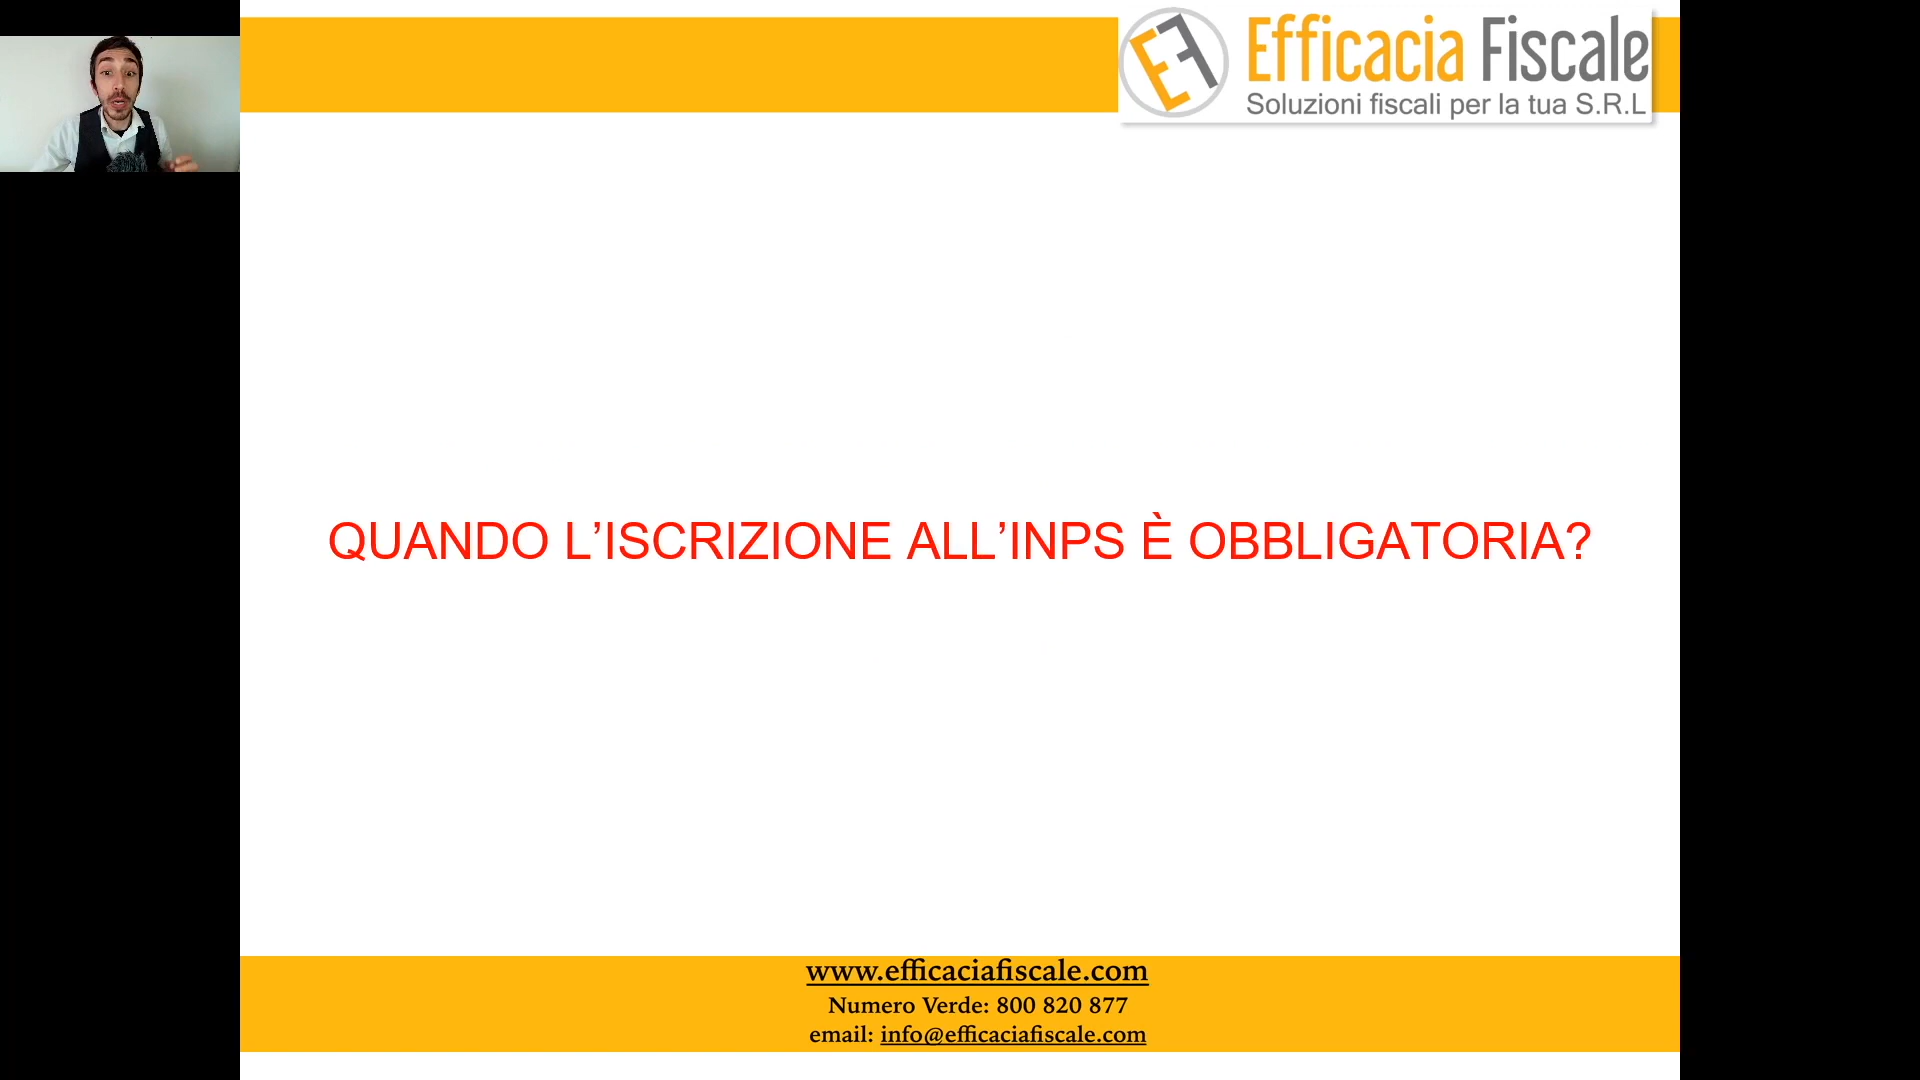 EF Efficacia Fiscale
Soluzioni fiscali per la tua S.R.L
QUANDO L’ISCRIZIONE ALL’INPS È OBBLIGATORIA?
www.efficaciafiscale.com
Numero Verde: 800 820 877
email: info@efficaciafiscale.com